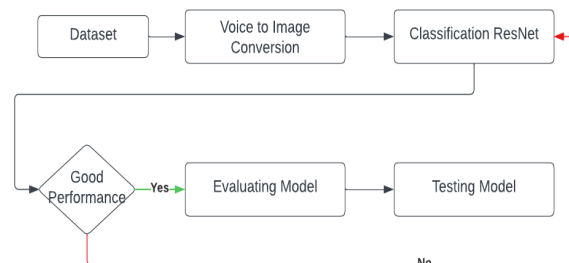 Dataset
Voice to Image
Conversion
Classification ResNet
Good
Performance
Yes
Evaluating Model
Testing Model
No